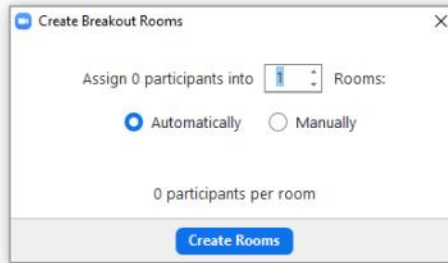 Create Breakout Rooms
Assign 0 participants into 1 Rooms:
Automatically Manually
0 participants per room
Create Rooms